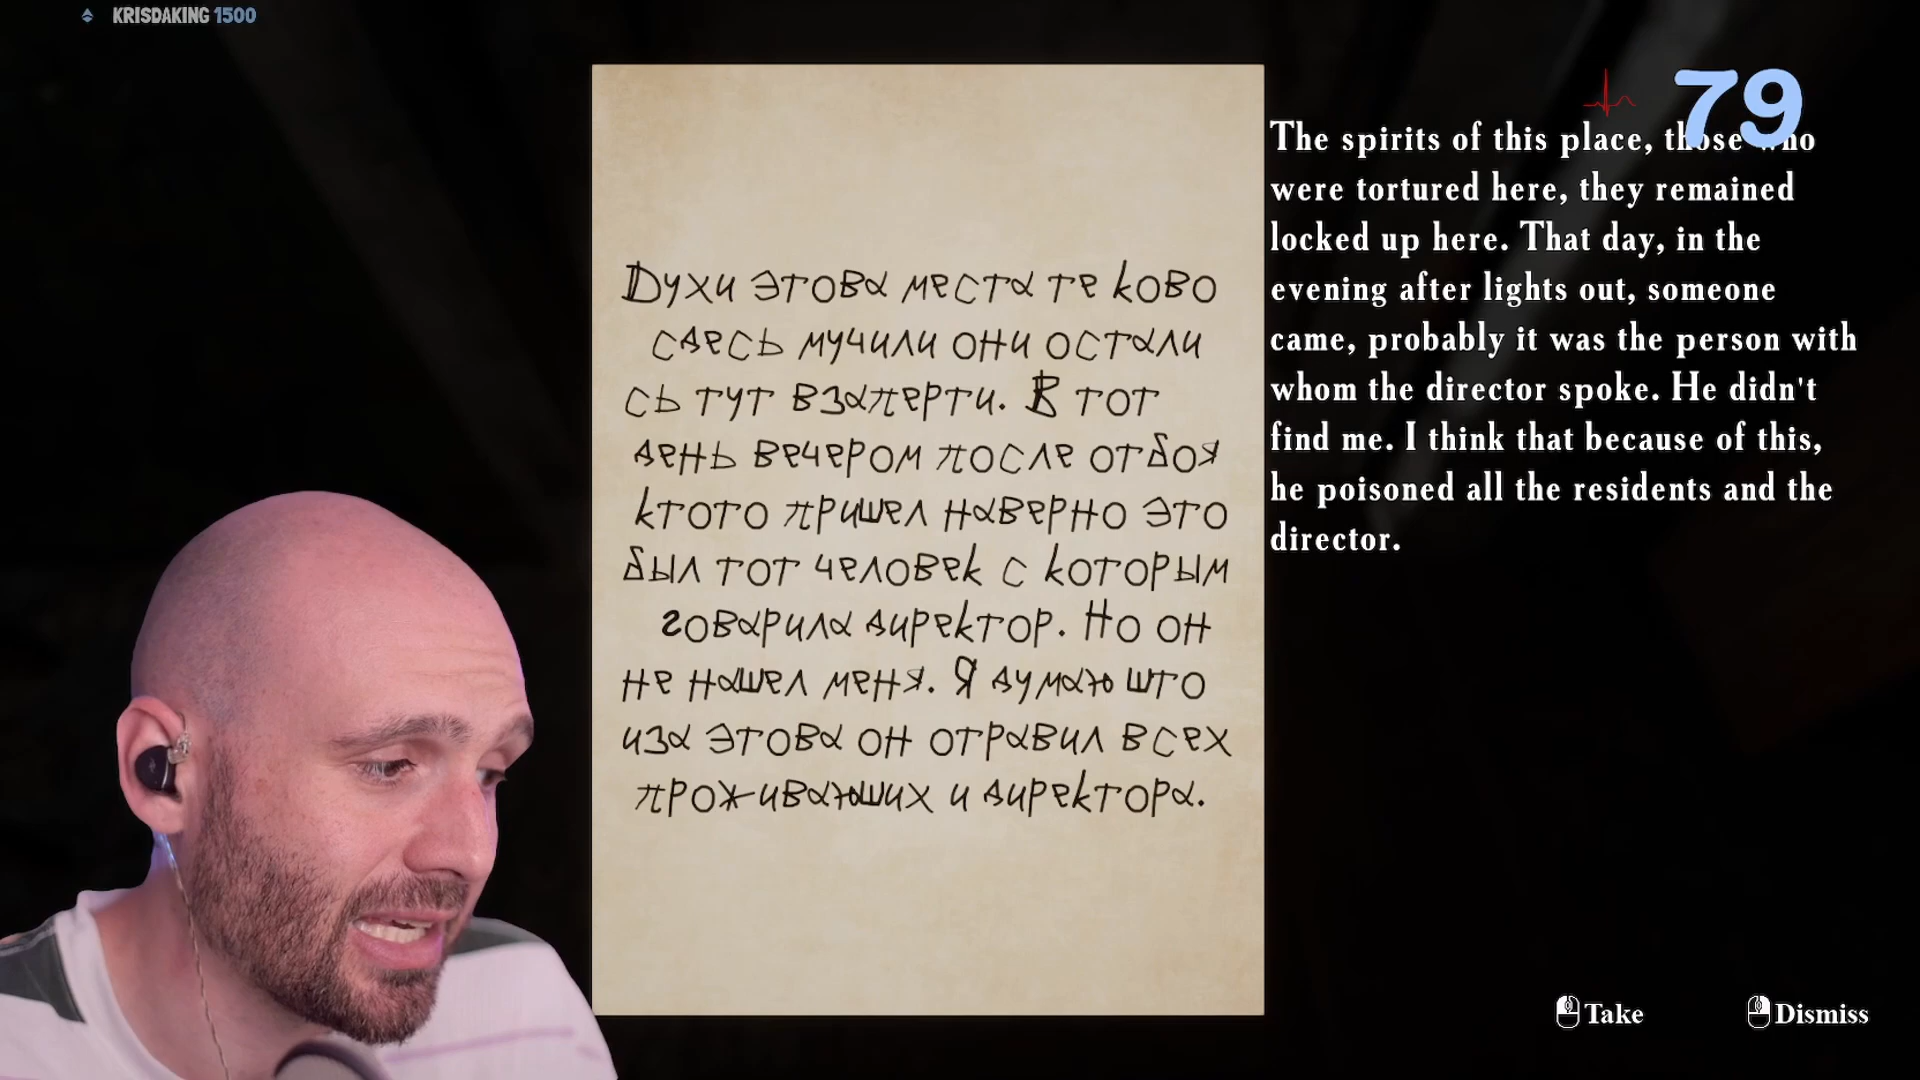 KRISDAKING 1500
Духи этова места те ково
сдесь мучили они остали
сь тут взаперти. В тот
день вечером после отбоя
ктото пришел наверно это
был тот человек с которым
говарила директор. Но он
не нашел меня. Я думаю што
иза этова он отравил всех
проживаюших и директора.
79
The spirits of this place, those who
were tortured here, they remained
locked up here. That day, in the
evening after lights out, someone
came, probably it was the person with
whom the director spoke. He didn't
find me. I think that because of this,
he poisoned all the residents and the
director.
Take
Dismiss